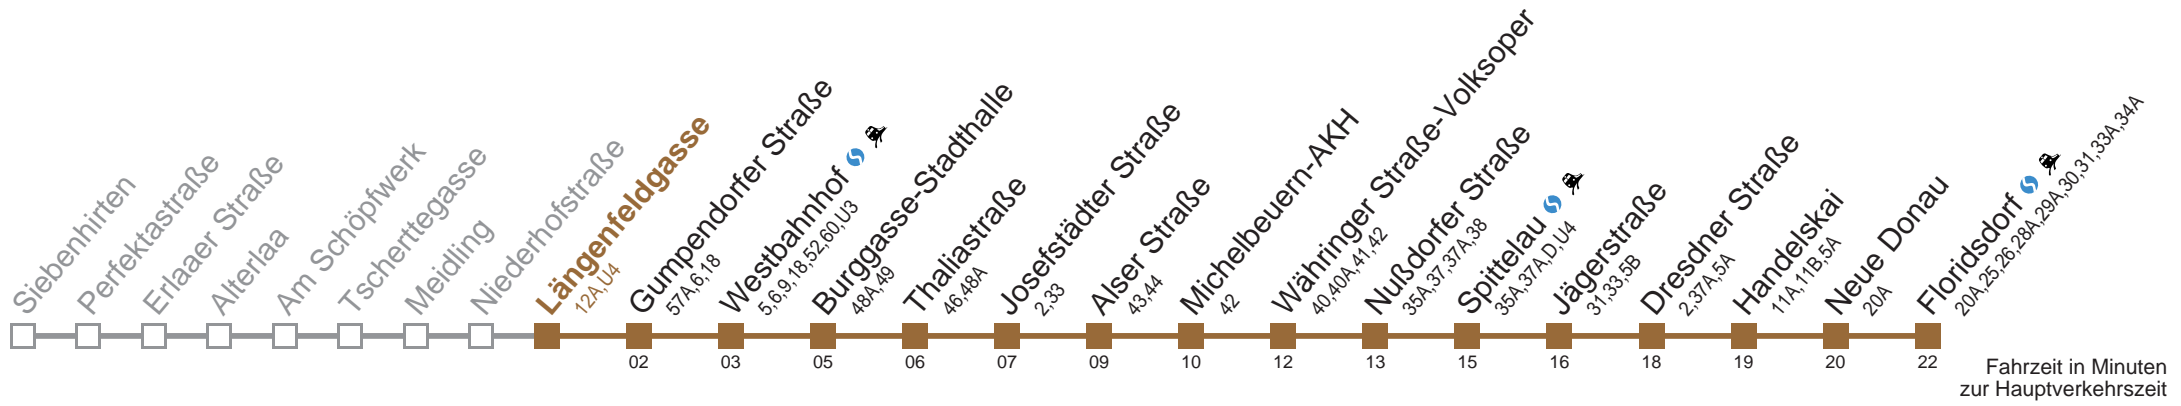 Siebenhirten
Perfektastraße
Erlaaer Straße
Alterlaa
Am Schöpfwerk
Tscherttegasse
Meidling
Niederhofstraße
Längenfeldgasse
12A,U4
Gumpendorfer Straße
57A,6,18
Westbahnhof
5,6,9,18,52,60,U3
Burggasse-Stadthalle
48A,49
Thaliastraße
46,48A
Josefstädter Straße
2,33
Alser Straße
43,44
Michelbeuern-AKH
42
Währinger Straße-Volksoper
40,40A,41,42
Nußdorfer Straße
35A,37,37A,38
Spittelau
35A,37A,D,U4
Jägerstraße
31,33,5B
Dresdner Straße
2,37A,5A
Handelskai
11A,11B,5A
Neue Donau
20A
Floridsdorf
20A,25,26,28A,29A,30,31,33A,34A
02 03 05 06 07 09 10 12 13 15 16 18 19 20 22
Fahrzeit in Minuten
zur Hauptverkehrszeit